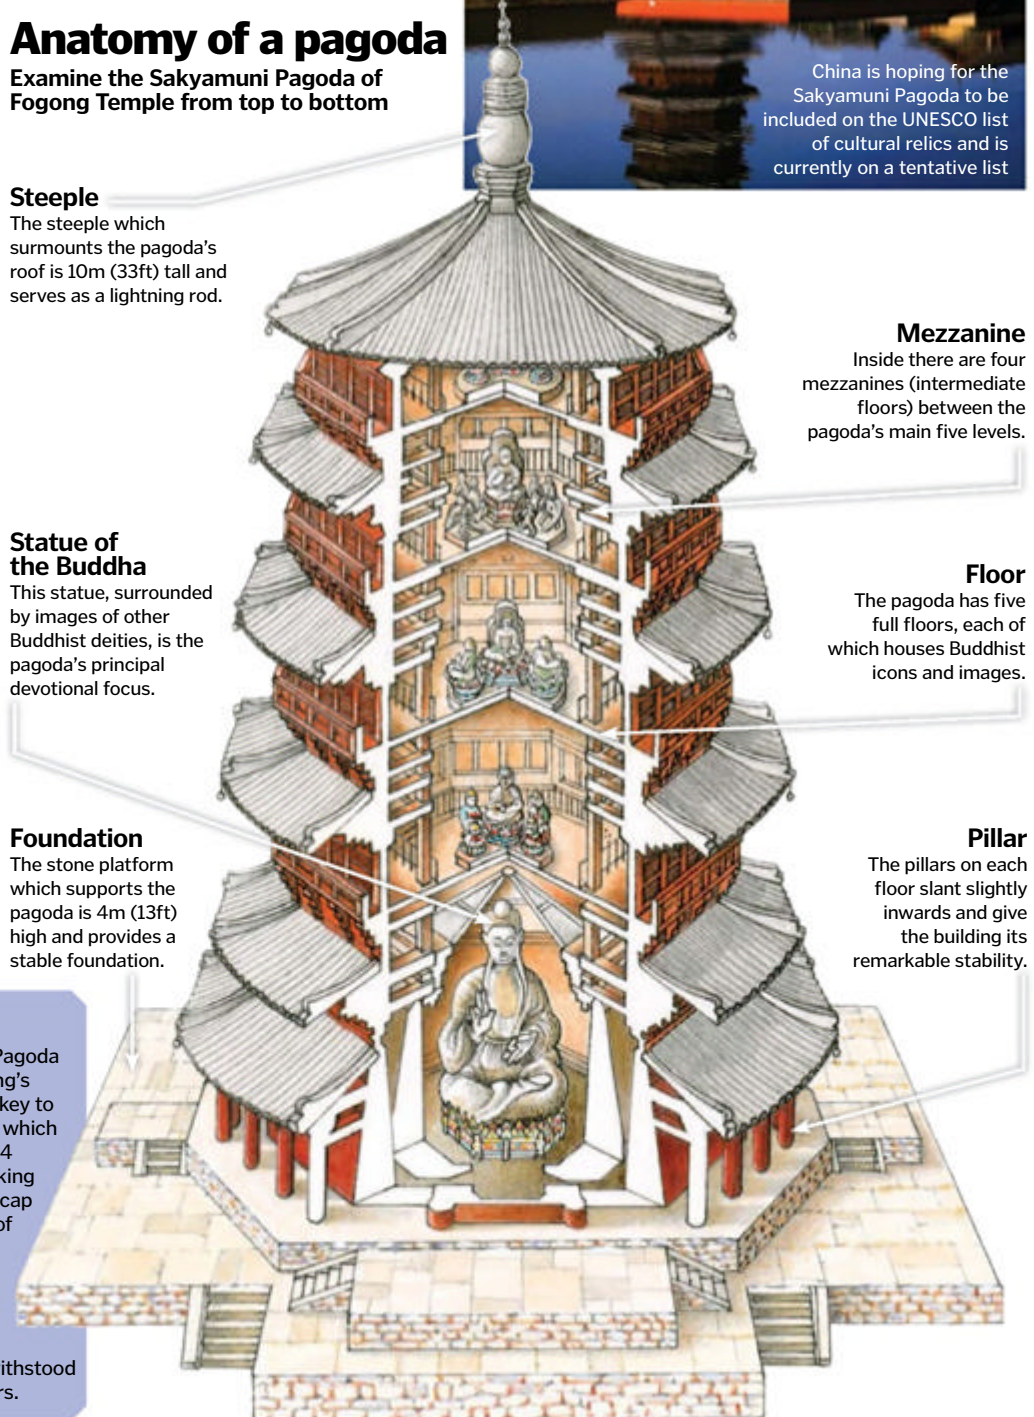 Anatomy of a pagoda
Examine the Sakyamuni Pagoda of
Fogong Temple from top to bottom
China is hoping for the
Sakyamuni Pagoda to be
included on the UNESCO list
of cultural relics and is
currently on a tentative list
Steeple
The steeple which
surmounts the pagoda's
roof is 10m (33ft) tall and
serves as a lightning rod.
Mezzanine
Inside there are four
mezzanines (intermediate
floors) between the
pagoda's main five levels.
Statue of
the Buddha
This statue, surrounded
by images of other
Buddhist deities, is the
pagoda's principal
devotional focus.
Floor
The pagoda has five
full floors, each of
which houses Buddhist
icons and images.
Foundation
The stone platform
which supports the
pagoda is 4m (13ft)
high and provides a
stable foundation.
Pillar
The pillars on each
floor slant slightly
inwards and give
the building its
remarkable stability.
Pagoda
key to
which
4
cap
of